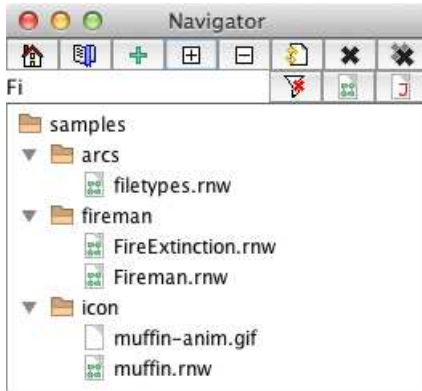 Navigator
Fi
samples
arcs
filetypes.rnw
fireman
FireExtinction.rnw
Fireman.rnw
icon
muffin-anim.gif
muffin.rnw